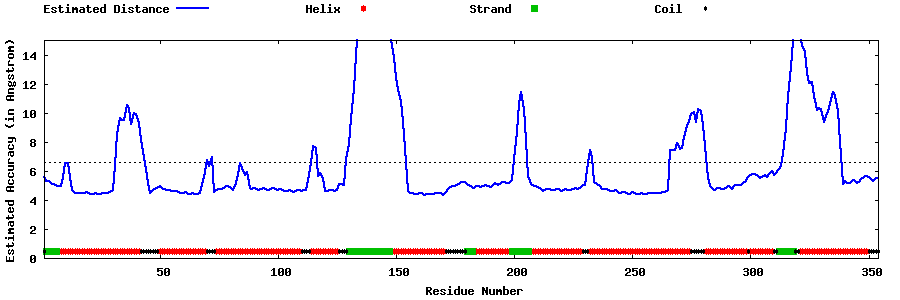 Estimated Distance Helix Strand Coil
Estimated Accuracy (in Angstrom)
14
12
10
8
6
4
2
0
50 100 150 200 250 300 350
Residue Number